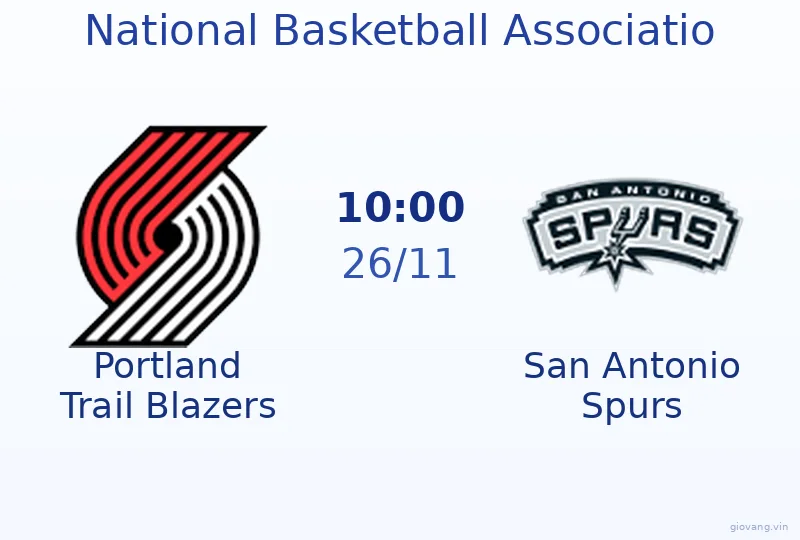 National Basketball Associatio
10:00
26/11
SAN ANTONIO
SPURS
Portland
Trail Blazers
San Antonio
Spurs
giovang.vin